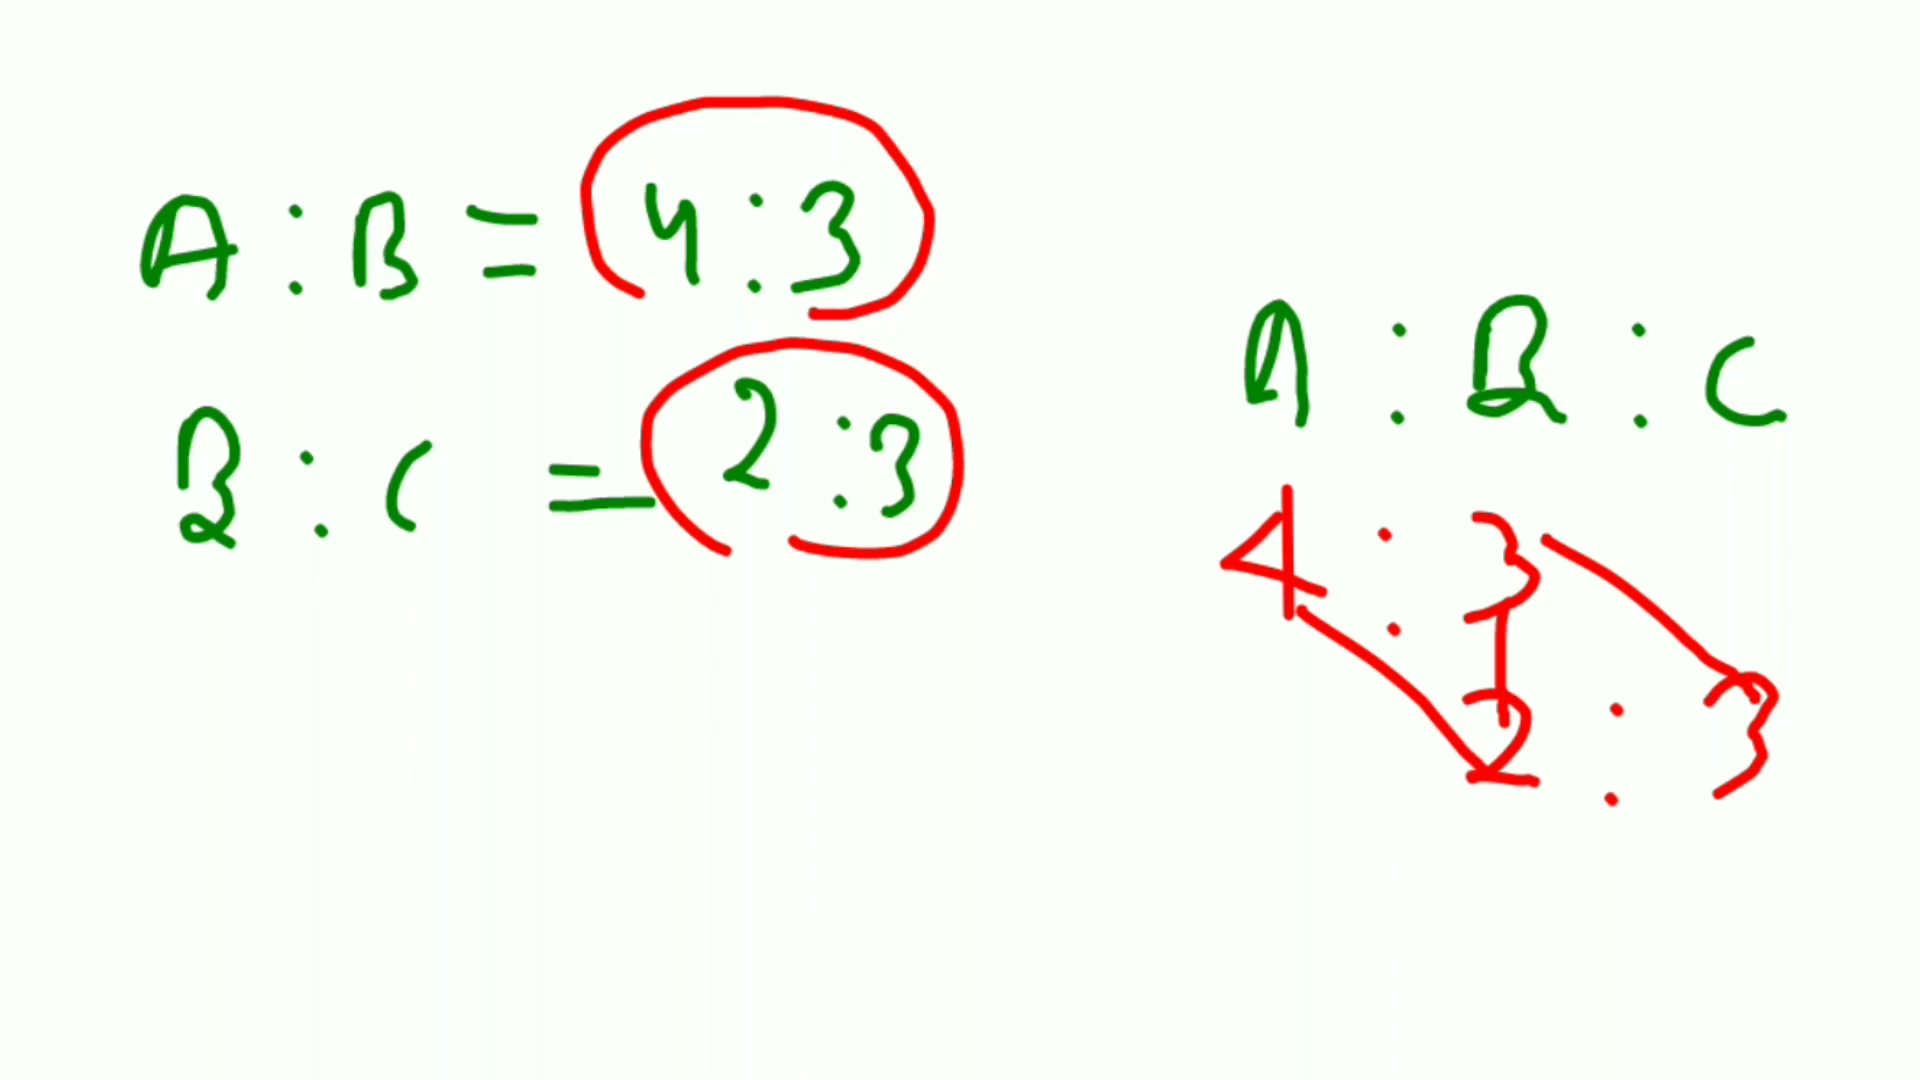 A : B = 4 : 3
B : C = 2 : 3
A : B : C
4 : 3
2 : 3